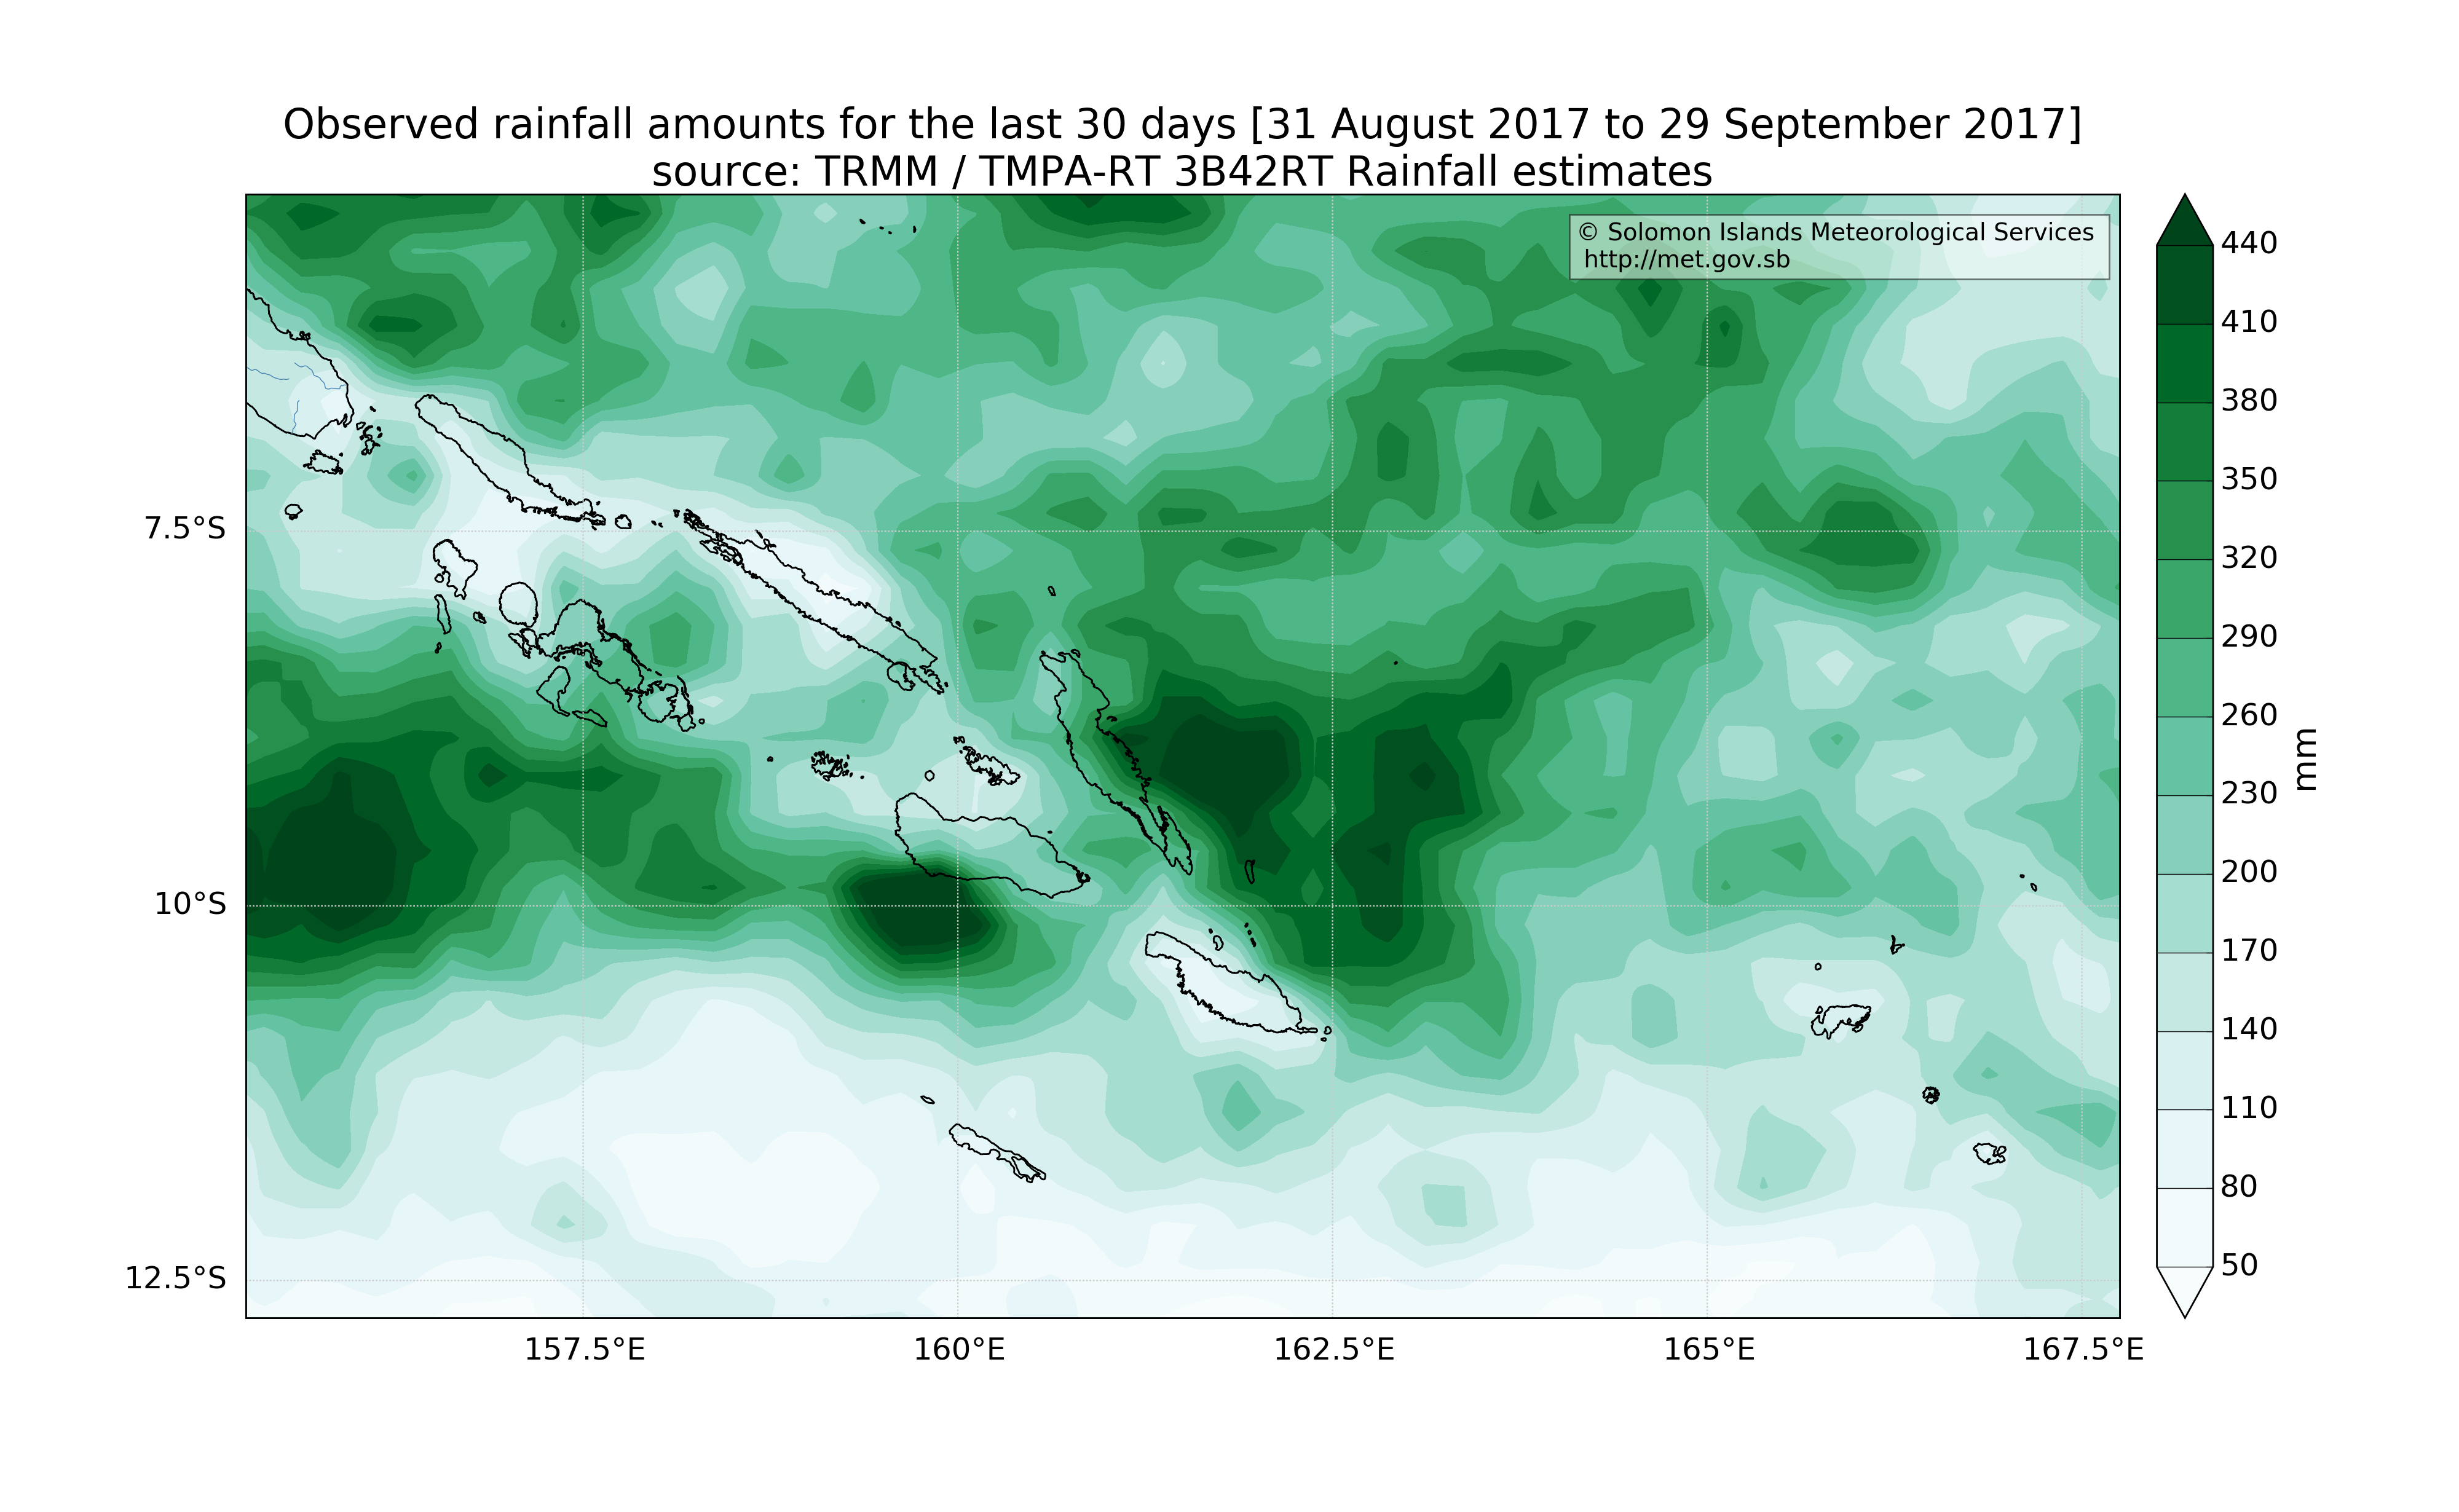 Observed rainfall amounts for the last 30 days [31 August 2017 to 29 September 2017]
source: TRMM / TMPA-RT 3B42RT Rainfall estimates
© Solomon Islands Meteorological Services
http://met.gov.sb
7.5°S
10°S
12.5°S
157.5°E
160°E
162.5°E
165°E
167.5°E
440
410
380
350
320
290
260
230
200
170
140
110
80
50
mm